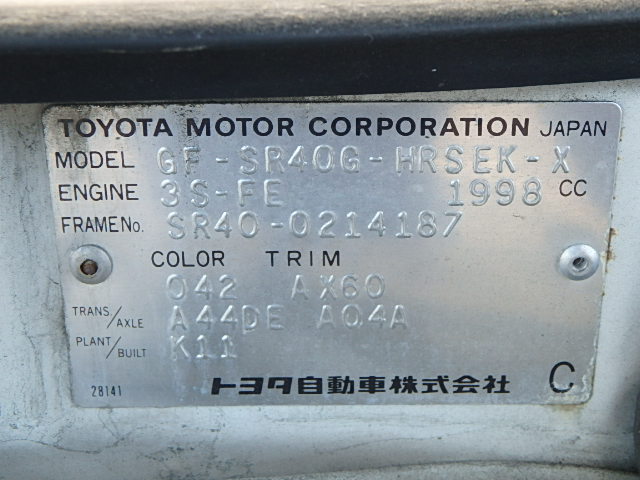 TOYOTA MOTOR CORPORATION JAPAN
MODEL GF-SR40G-HRSEK-X
ENGINE 3S-FE 1998 CC
FRAME No. SR40-0214187
COLOR TRIM
042 AX60
TRANS/AXLE A44DE A04A
PLANT/BUILT K11
28141 トヨタ自動車株式会社 C